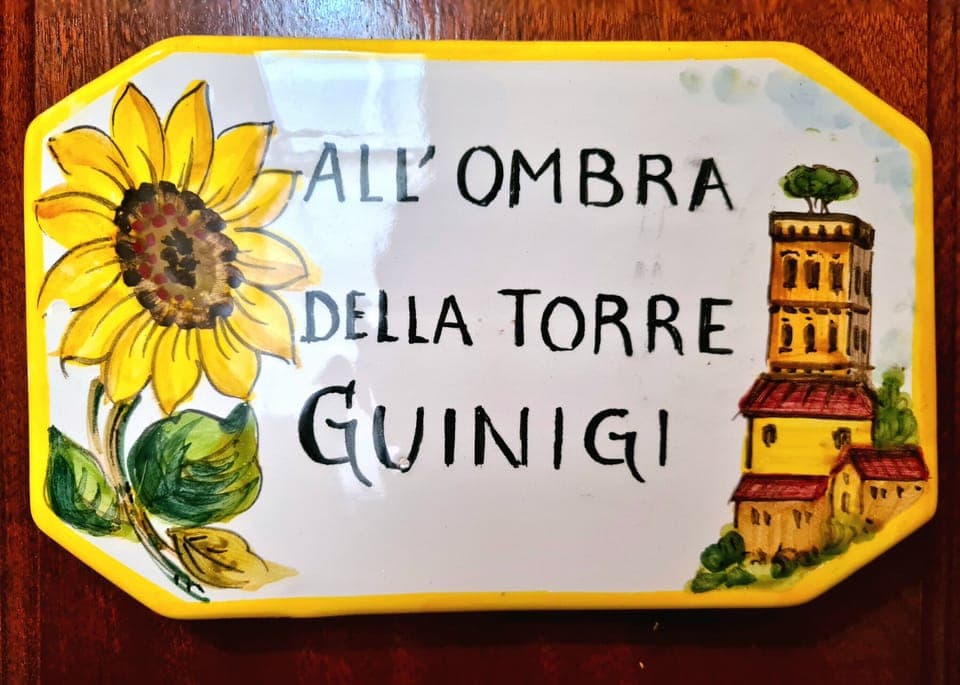 ALL' OMBRA
DELLA TORRE
GUINIGI